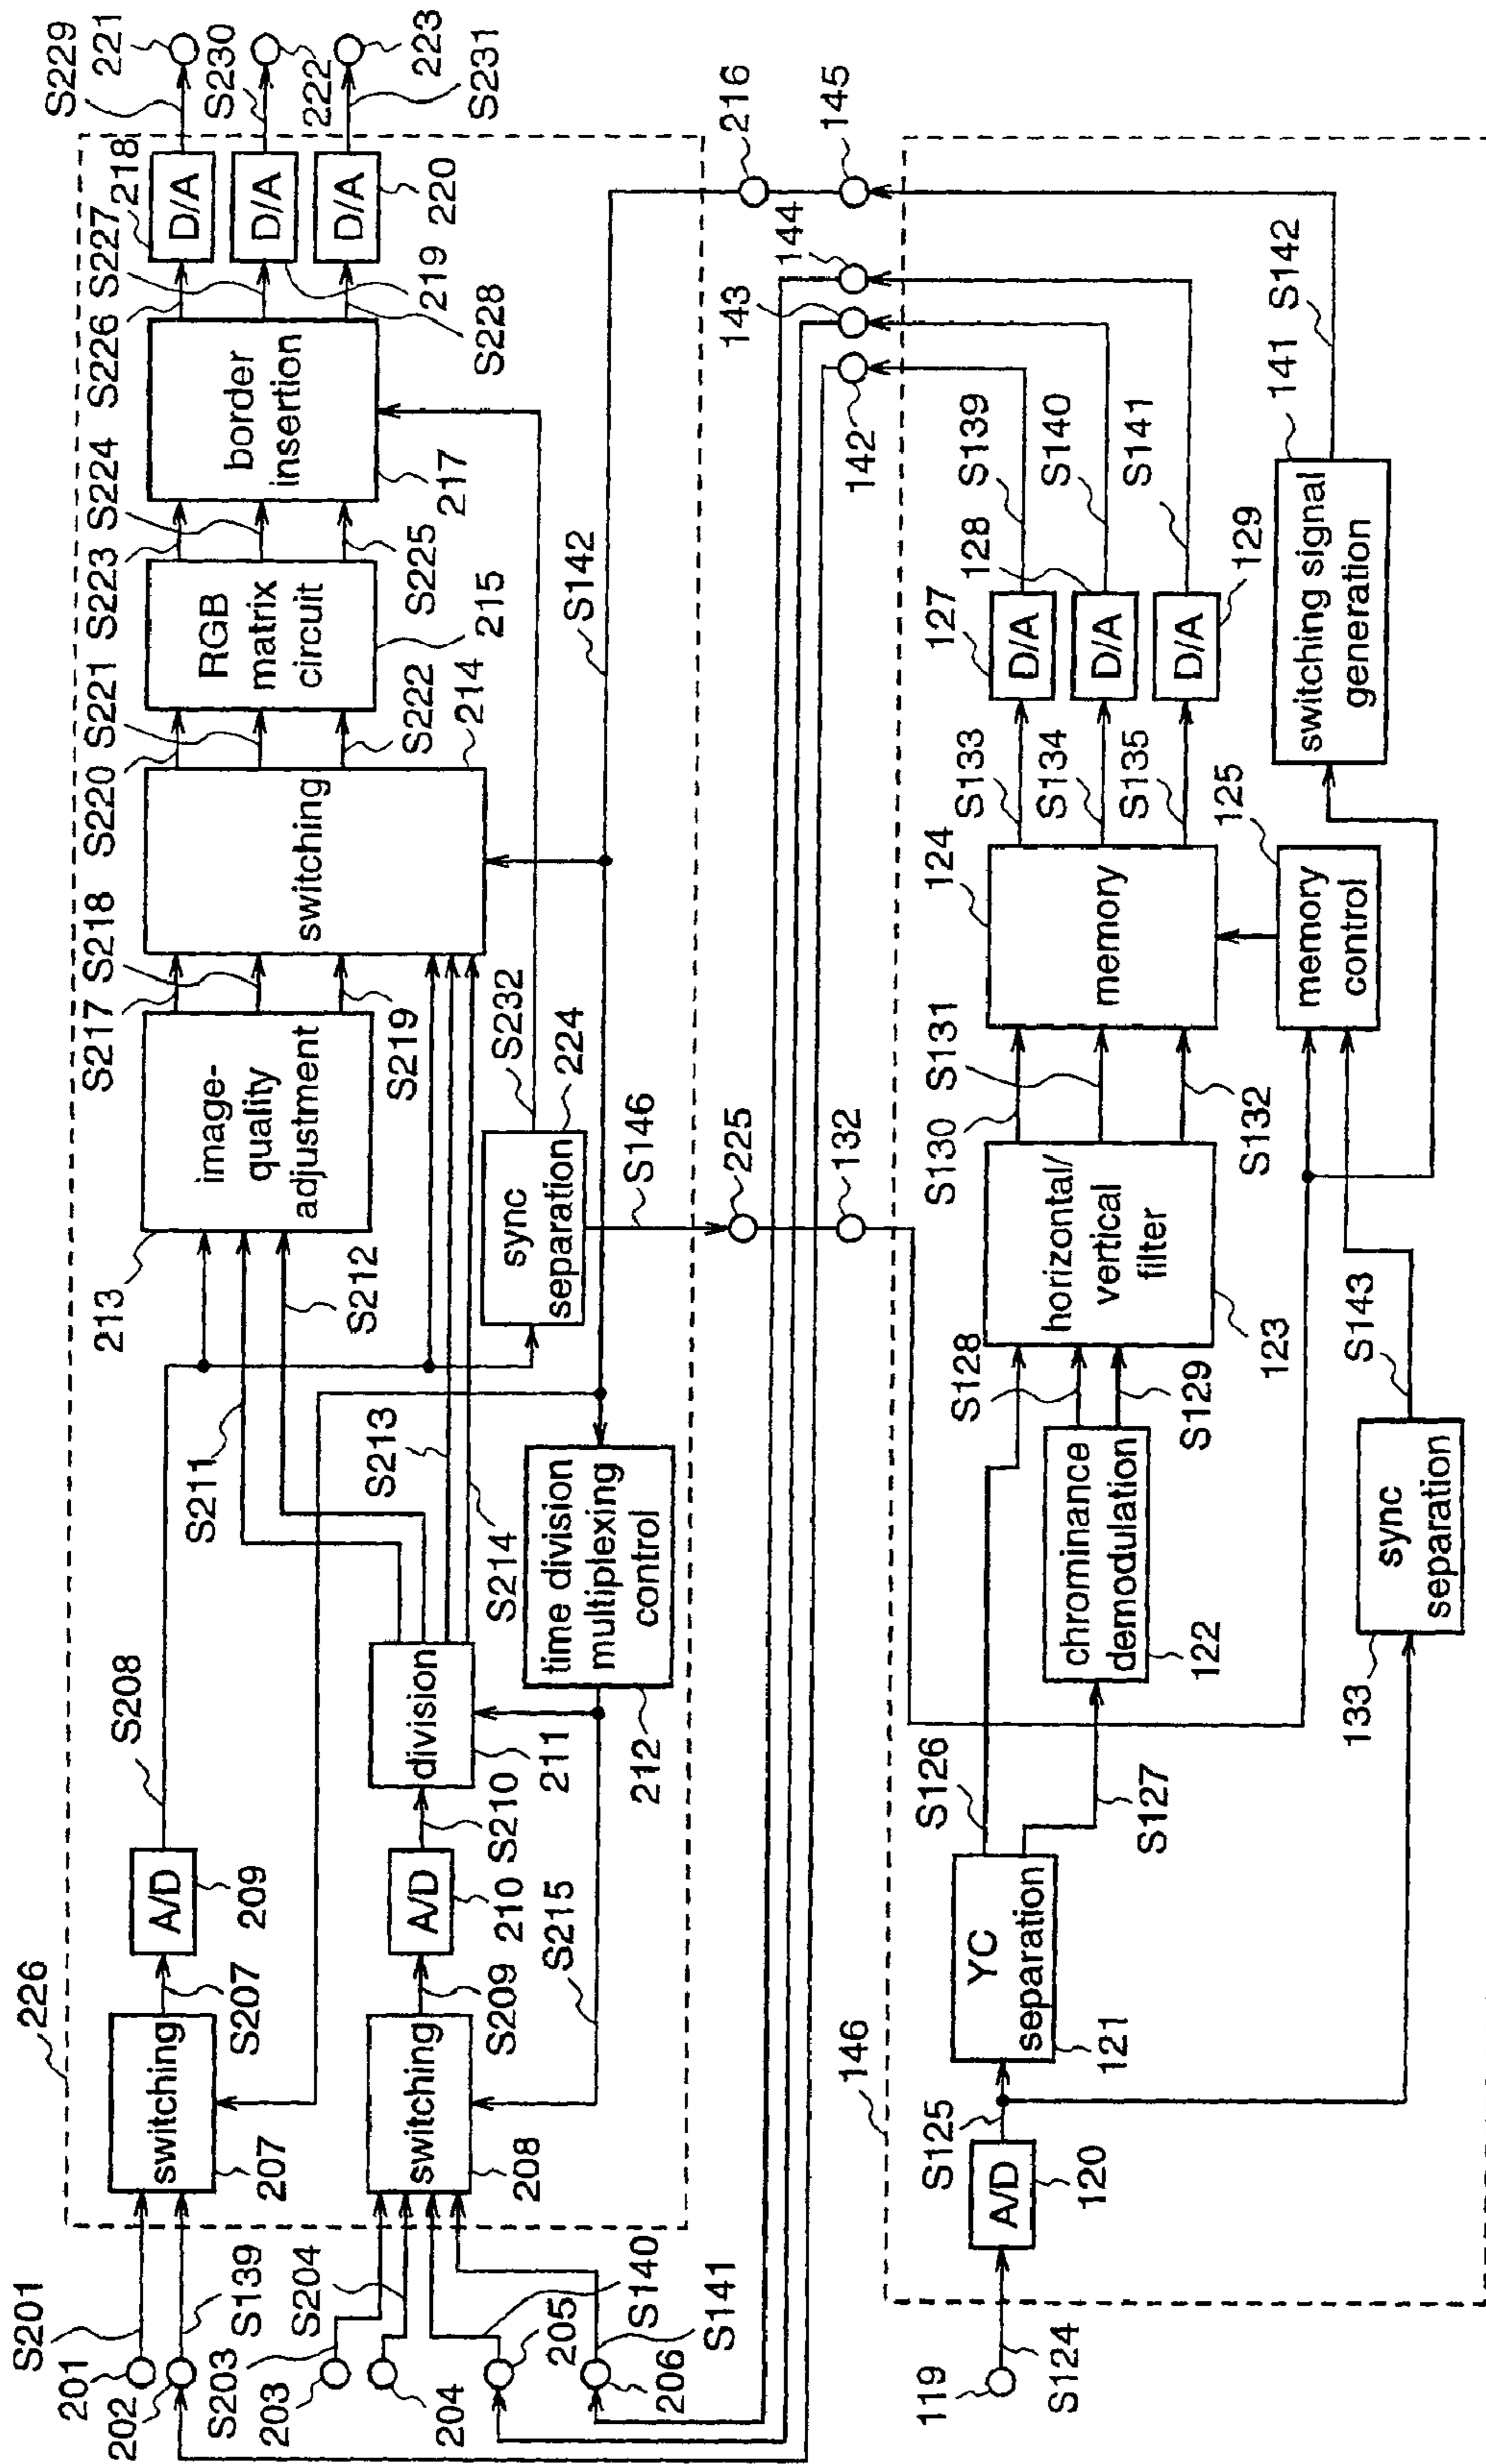 S201
201
202
S139
S203
203
S204
204
205
S140
206
S141
226
switching
207
S207
A/D
209
S208
switching
208
S209
A/D
210
S210
S215
division
211
time division
multiplexing
control
212
S211
S212
S213
S214
213
image-
quality
adjustment
S217
S218
S219
sync
separation
224
S232
S146
switching
214
S220
S221
S222
RGB
matrix
circuit
215
S223
S224
S225
border
insertion
217
S226
S227
S228
D/A
218
D/A
219
D/A
220
S229
221
S230
222
223
S231
S142
216
145
144
143
142
225
132
146
119
S124
A/D
120
S125
YC
separation
121
S126
S127
chrominance
demodulation
122
S128
S129
horizontal/
vertical
filter
123
S130
S131
S132
memory
124
memory
control
125
S133
S134
S135
D/A
127
D/A
128
D/A
129
S139
S140
S141
switching signal
generation
141
S142
sync
separation
133
S143